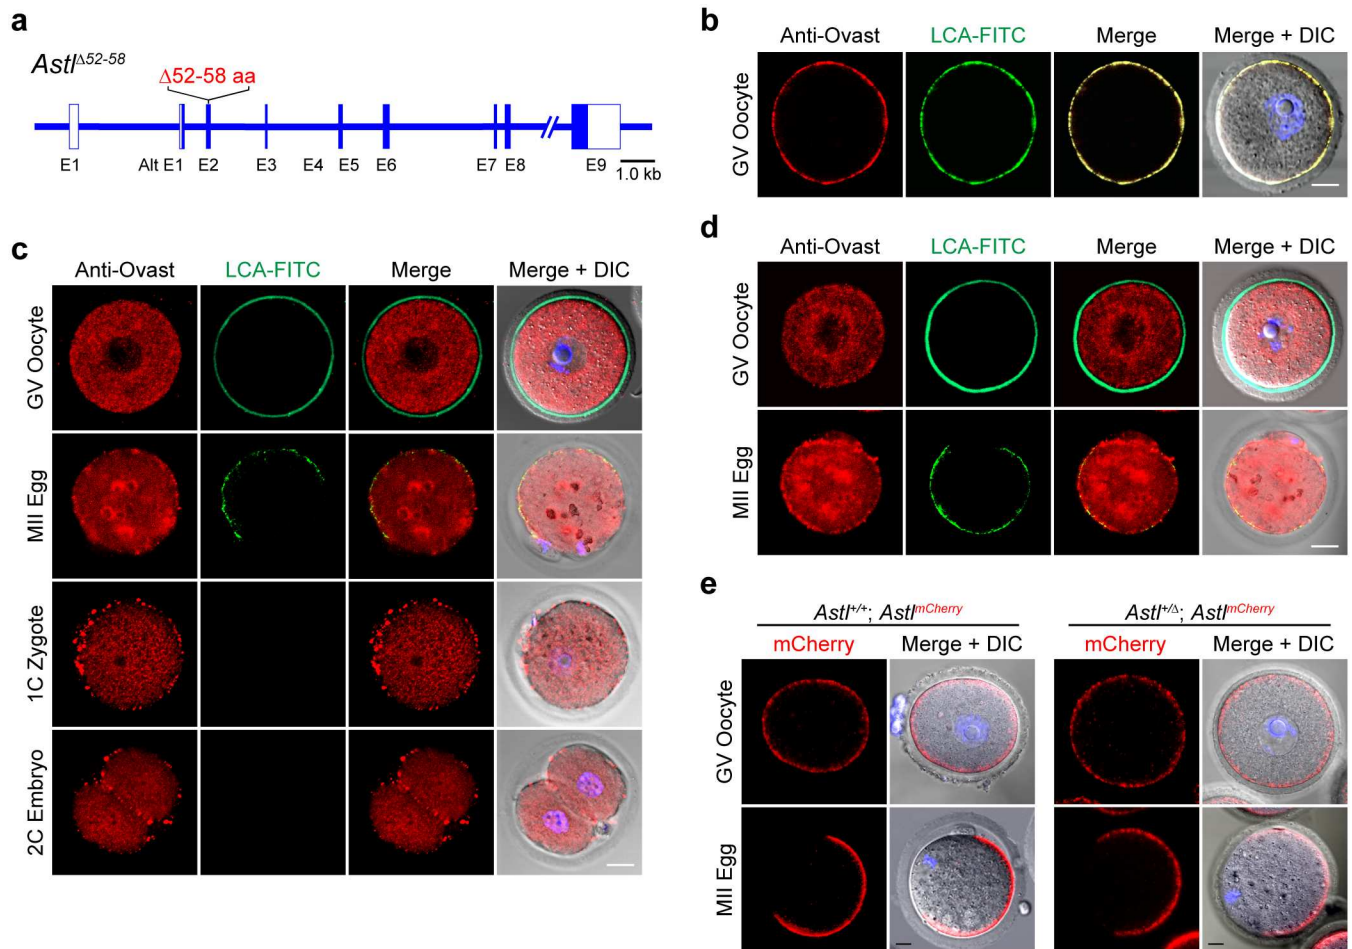 a
Astl^Δ52-58
Δ52-58 aa
E1 Alt E1 E2 E3 E4 E5 E6 E7 E8 E9
1.0 kb
b
Anti-Ovast LCA-FITC Merge Merge + DIC
GV Oocyte
c
Anti-Ovast LCA-FITC Merge Merge + DIC
GV Oocyte
MII Egg
1C Zygote
2C Embryo
d
Anti-Ovast LCA-FITC Merge Merge + DIC
GV Oocyte
MII Egg
e
Astl^+/+; Astl^mCherry Astl^+/Δ; Astl^mCherry
mCherry Merge + DIC mCherry Merge + DIC
GV Oocyte
MII Egg